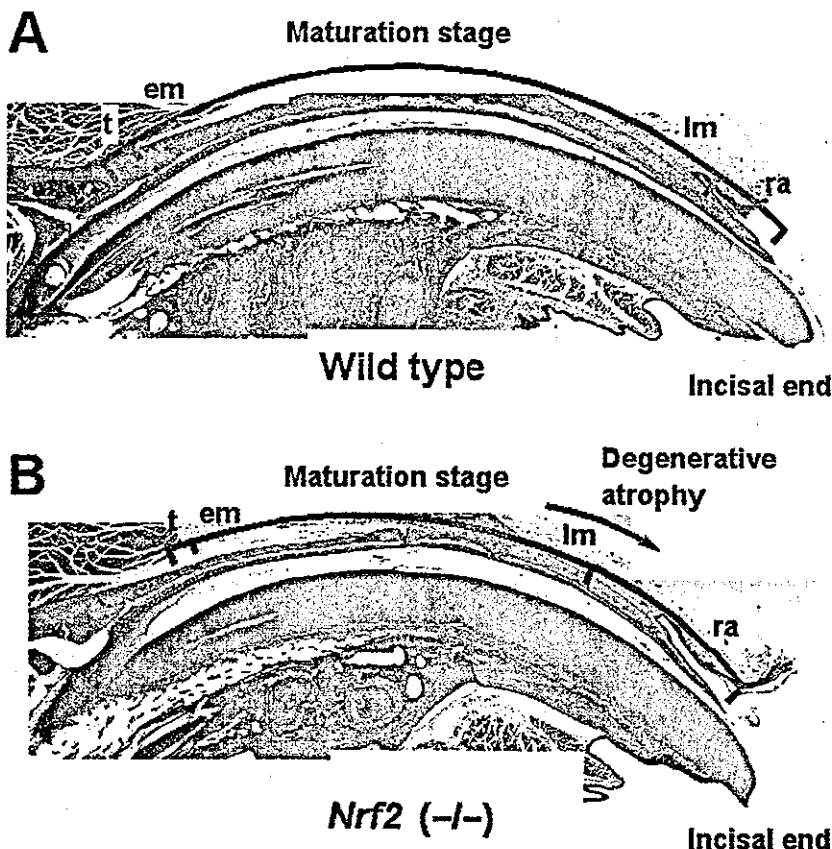 A
Maturation stage
em
t
lm
ra
Wild type
Incisal end
B
Maturation stage
Degenerative
atrophy
t
em
lm
ra
Nrf2 (–/–)
Incisal end